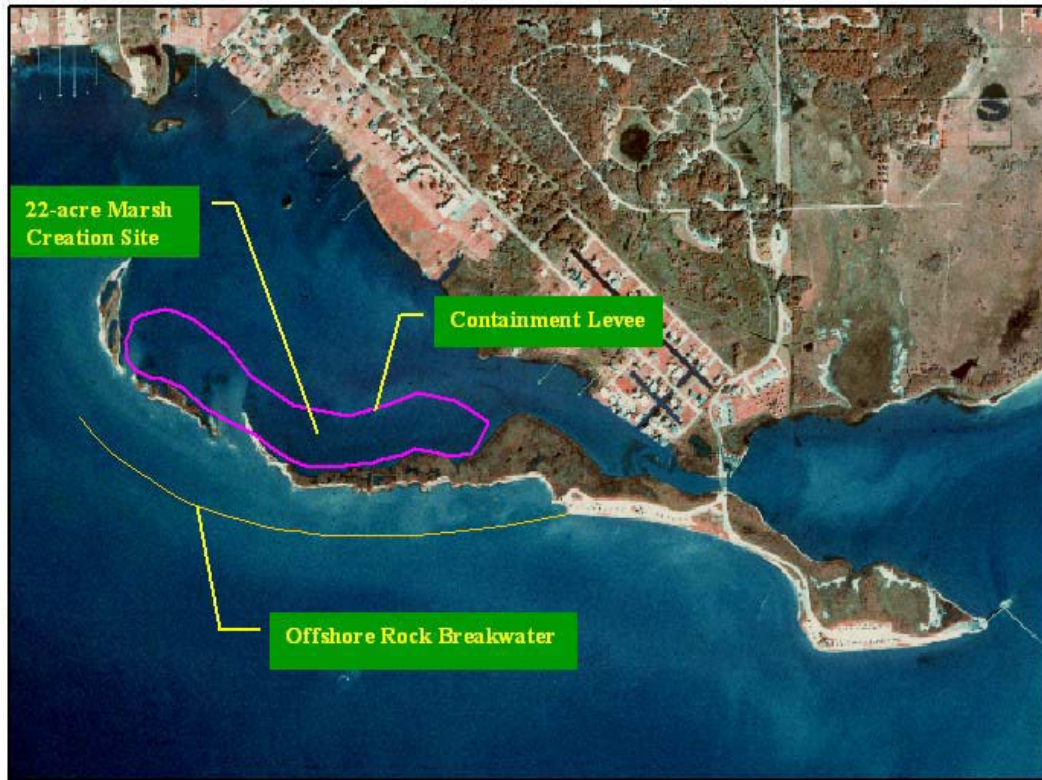 22-acre Marsh
Creation Site
Containment Levee
Offshore Rock Breakwater